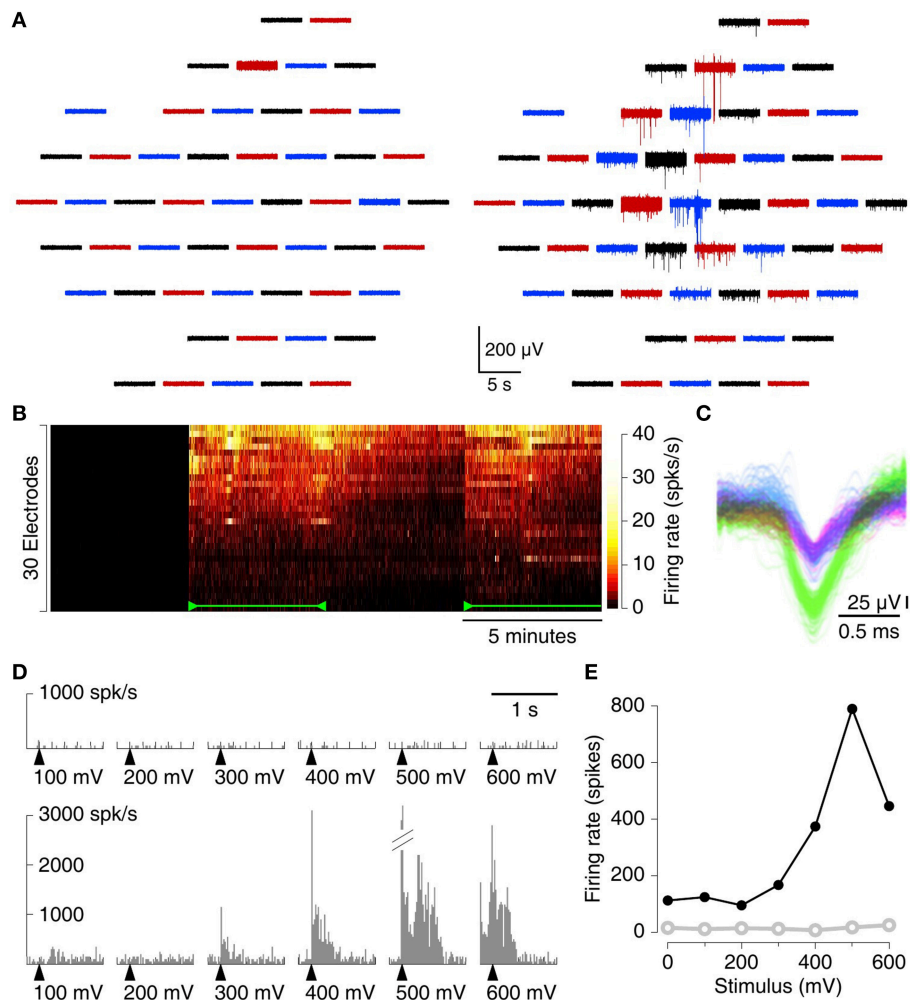 A
200 µV
5 s
B
30 Electrodes
5 minutes
40
30
20
10
0
Firing rate (spks/s)
C
25 µV
0.5 ms
D
1000 spk/s
1 s
100 mV 200 mV 300 mV 400 mV 500 mV 600 mV
3000 spk/s
2000
1000
100 mV 200 mV 300 mV 400 mV 500 mV 600 mV
E
Firing rate (spikes)
800
600
400
200
0
0 200 400 600
Stimulus (mV)